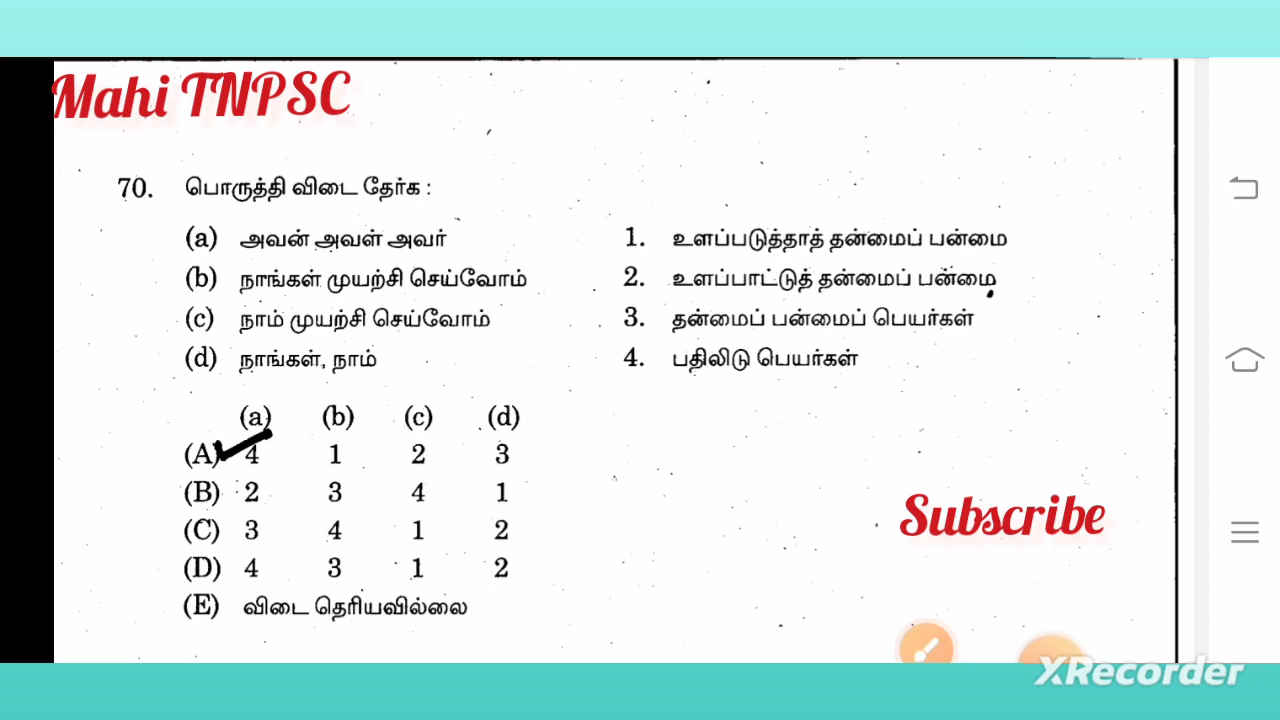 Mahi TNPSC
70. பொருத்தி விடை தேர்க :
(a) அவன் அவள் அவர் 1. உளப்படுத்தாத் தன்மைப் பன்மை
(b) நாங்கள் முயற்சி செய்வோம் 2. உளப்பாட்டுத் தன்மைப் பன்மை
(c) நாம் முயற்சி செய்வோம் 3. தன்மைப் பன்மைப் பெயர்கள்
(d) நாங்கள், நாம் 4. பதிலிடு பெயர்கள்
(a) (b) (c) (d)
(A) 4 1 2 3
(B) 2 3 4 1
(C) 3 4 1 2
(D) 4 3 1 2
(E) விடை தெரியவில்லை
Subscribe
XRecorder